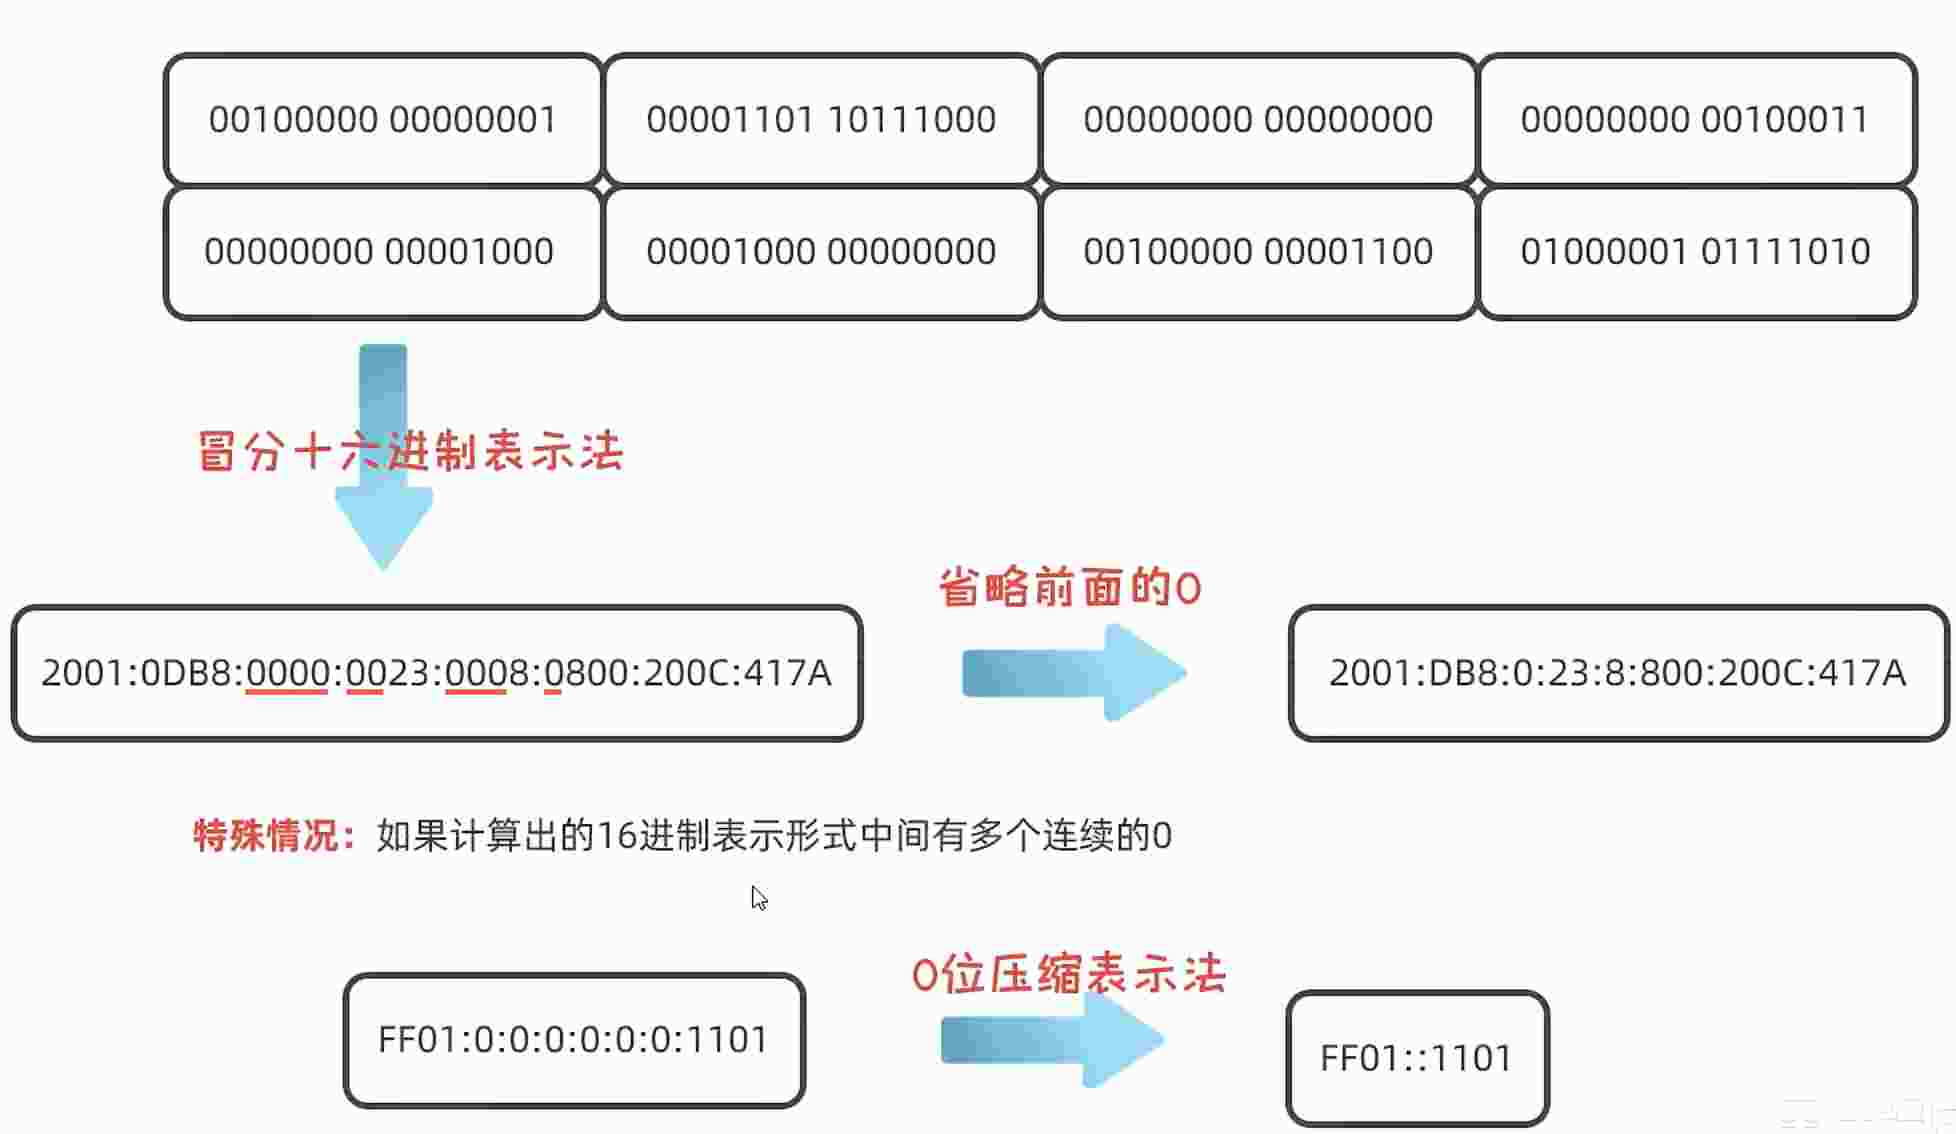 00100000 00000001 00001101 10111000 00000000 00000000 00000000 00100011
00000000 00001000 00001000 00000000 00100000 00001100 01000001 01111010
冒分十六进制表示法
省略前面的0
2001:0DB8:0000:0023:0008:0800:200C:417A
2001:DB8:0:23:8:800:200C:417A
特殊情况：如果计算出的16进制表示形式中间有多个连续的0
0位压缩表示法
FF01:0:0:0:0:0:0:1101
FF01::1101